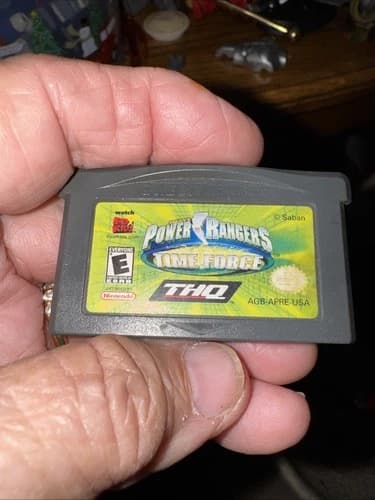 watch
FOX
KIDS
© Saban
POWER RANGERS
TIME FORCE
E
Nintendo
THQ
AGB-APRE-USA